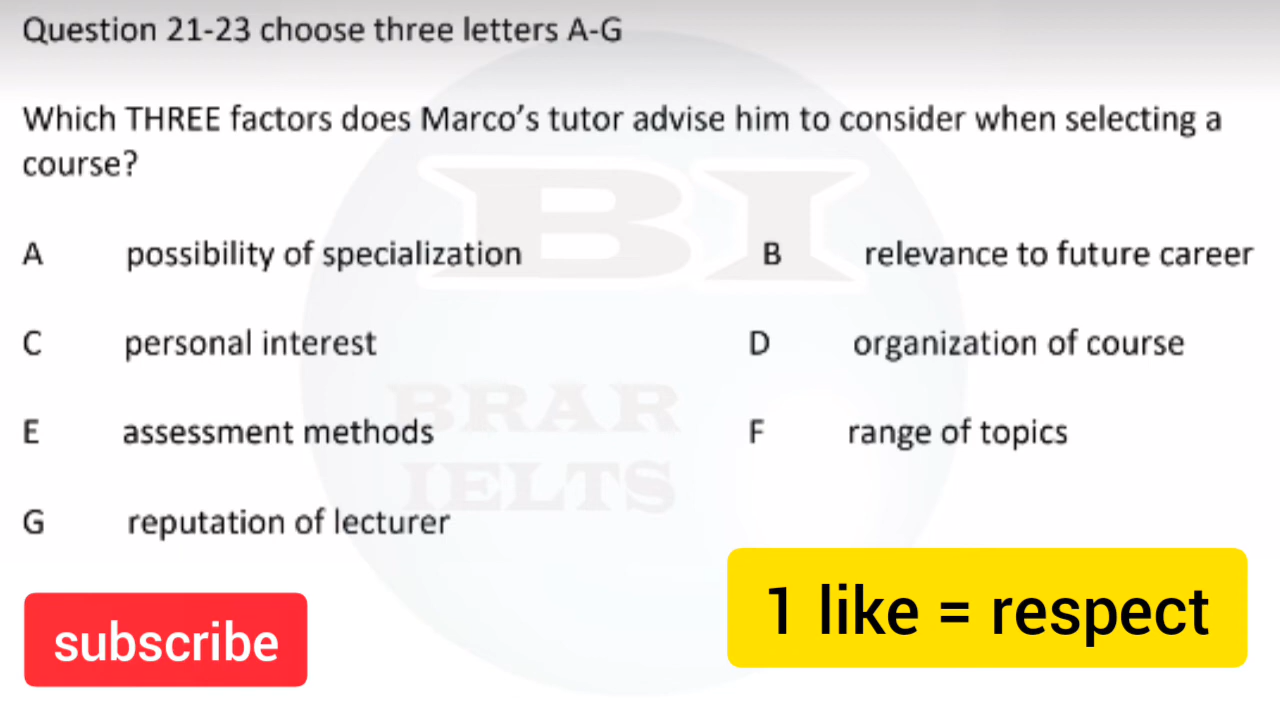 Question 21-23 choose three letters A-G
Which THREE factors does Marco's tutor advise him to consider when selecting a
course?
A possibility of specialization B relevance to future career
C personal interest D organization of course
E assessment methods F range of topics
G reputation of lecturer
BI
BRAR
IELTS
subscribe
1 like = respect